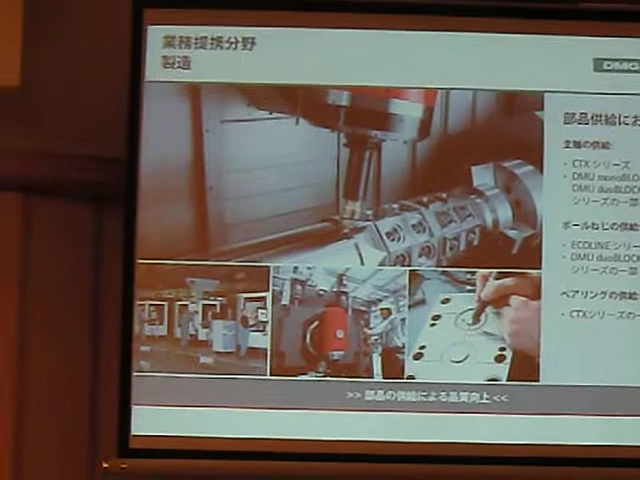 業務提携分野
製造
DMG
部品供給にお
主軸の供給:
・ CTX シリーズ
・ DMU monoBLO
DMU duoBLOC
シリーズの一部
ボールねじの供給:
・ ECOLINE シリー
・ DMU duoBLOC
シリーズの一部
ベアリングの供給
・ CTXシリーズの一
>> 部品の供給による品質向上 <<